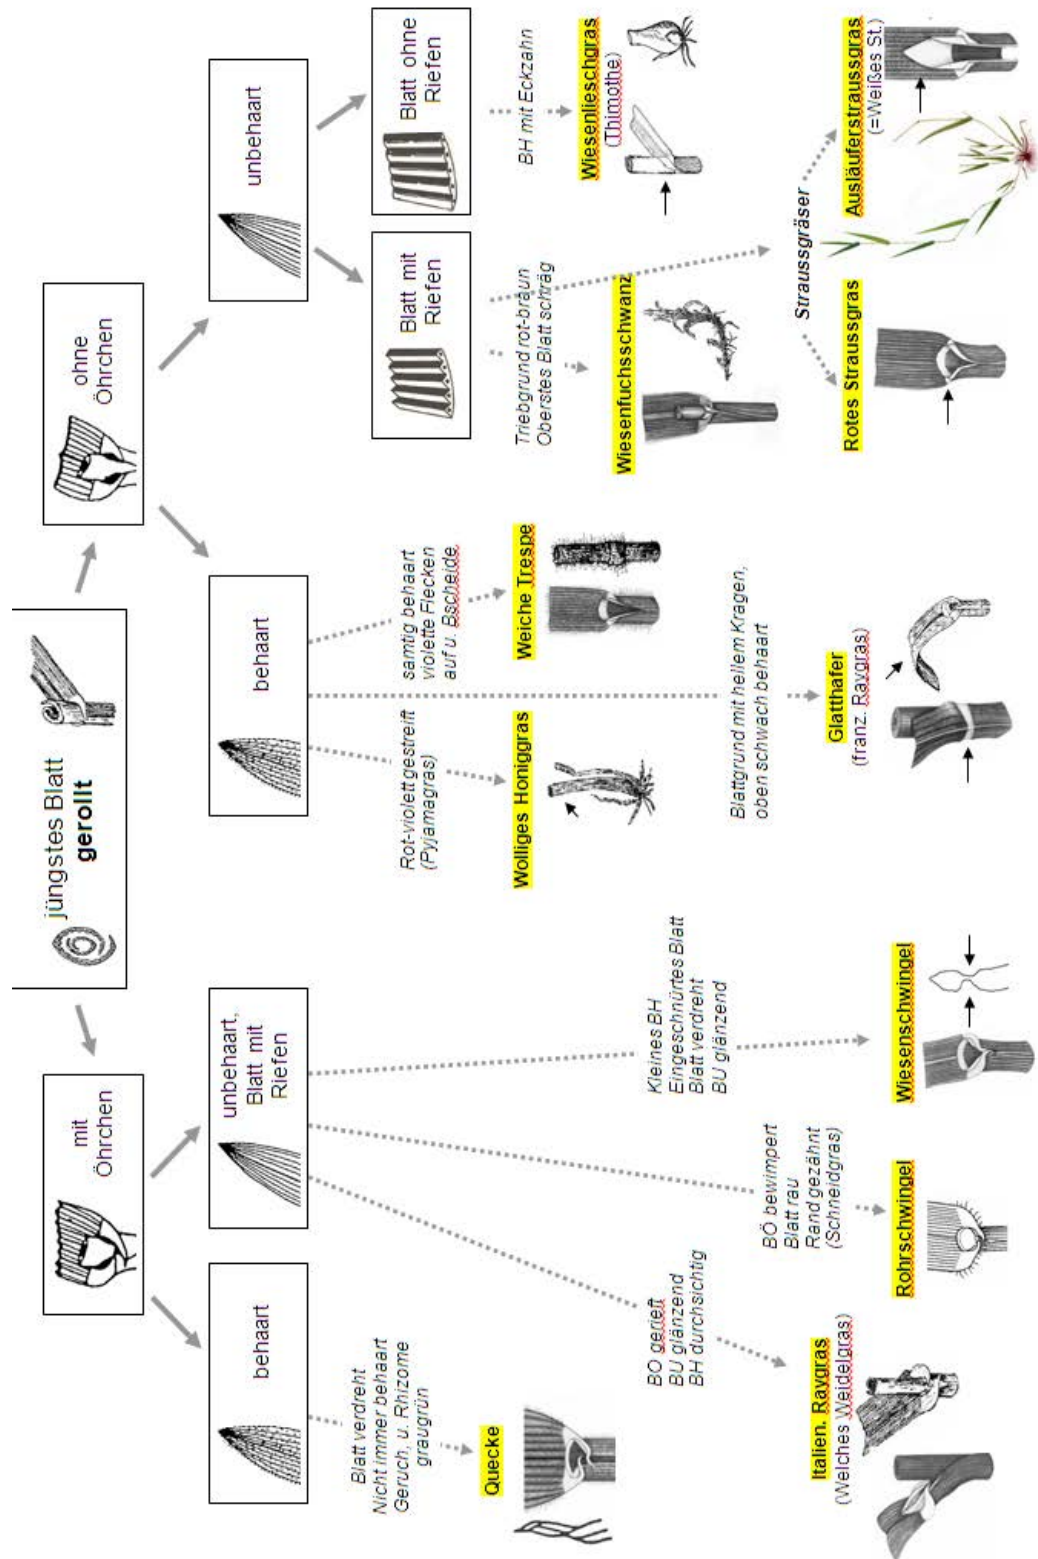 jüngstes Blatt
gerollt
mit
Öhrchen
ohne
Öhrchen
behaart
unbehaart,
Blatt mit
Riefen
behaart
unbehaart
Blatt mit
Riefen
Blatt ohne
Riefen
Blatt verdreht
Nicht immer behaart
Geruch, u. Rhizome
graugrün
Quecke
BO gerieft
BU glänzend
BH durchsichtig
Italien. Raygras
(Welches Weidelgras)
BÖ bewimpert
Blatt rau
Rand gezähnt
(Schneidgras)
Rohrschwingel
Kleines BH
Eingeschnürtes Blatt
Blatt verdreht
BU glänzend
Wiesenschwingel
Rot-violett gestreift
(Pyjamagras)
Wolliges Honiggras
samtig behaart
violette Flecken
auf u. Bscheide
Weiche Trespe
Blattgrund mit hellem Kragen,
oben schwach behaart
Glatthafer
(franz. Raygras)
Triebgrund rot-braun
Oberstes Blatt schräg
Wiesenfuchsschwanz
BH mit Eckzahn
Wiesenlieschgras
(Thimothe)
Straussgräser
Rotes Straussgras
Ausläuferstraussgras
(=Weißes St.)